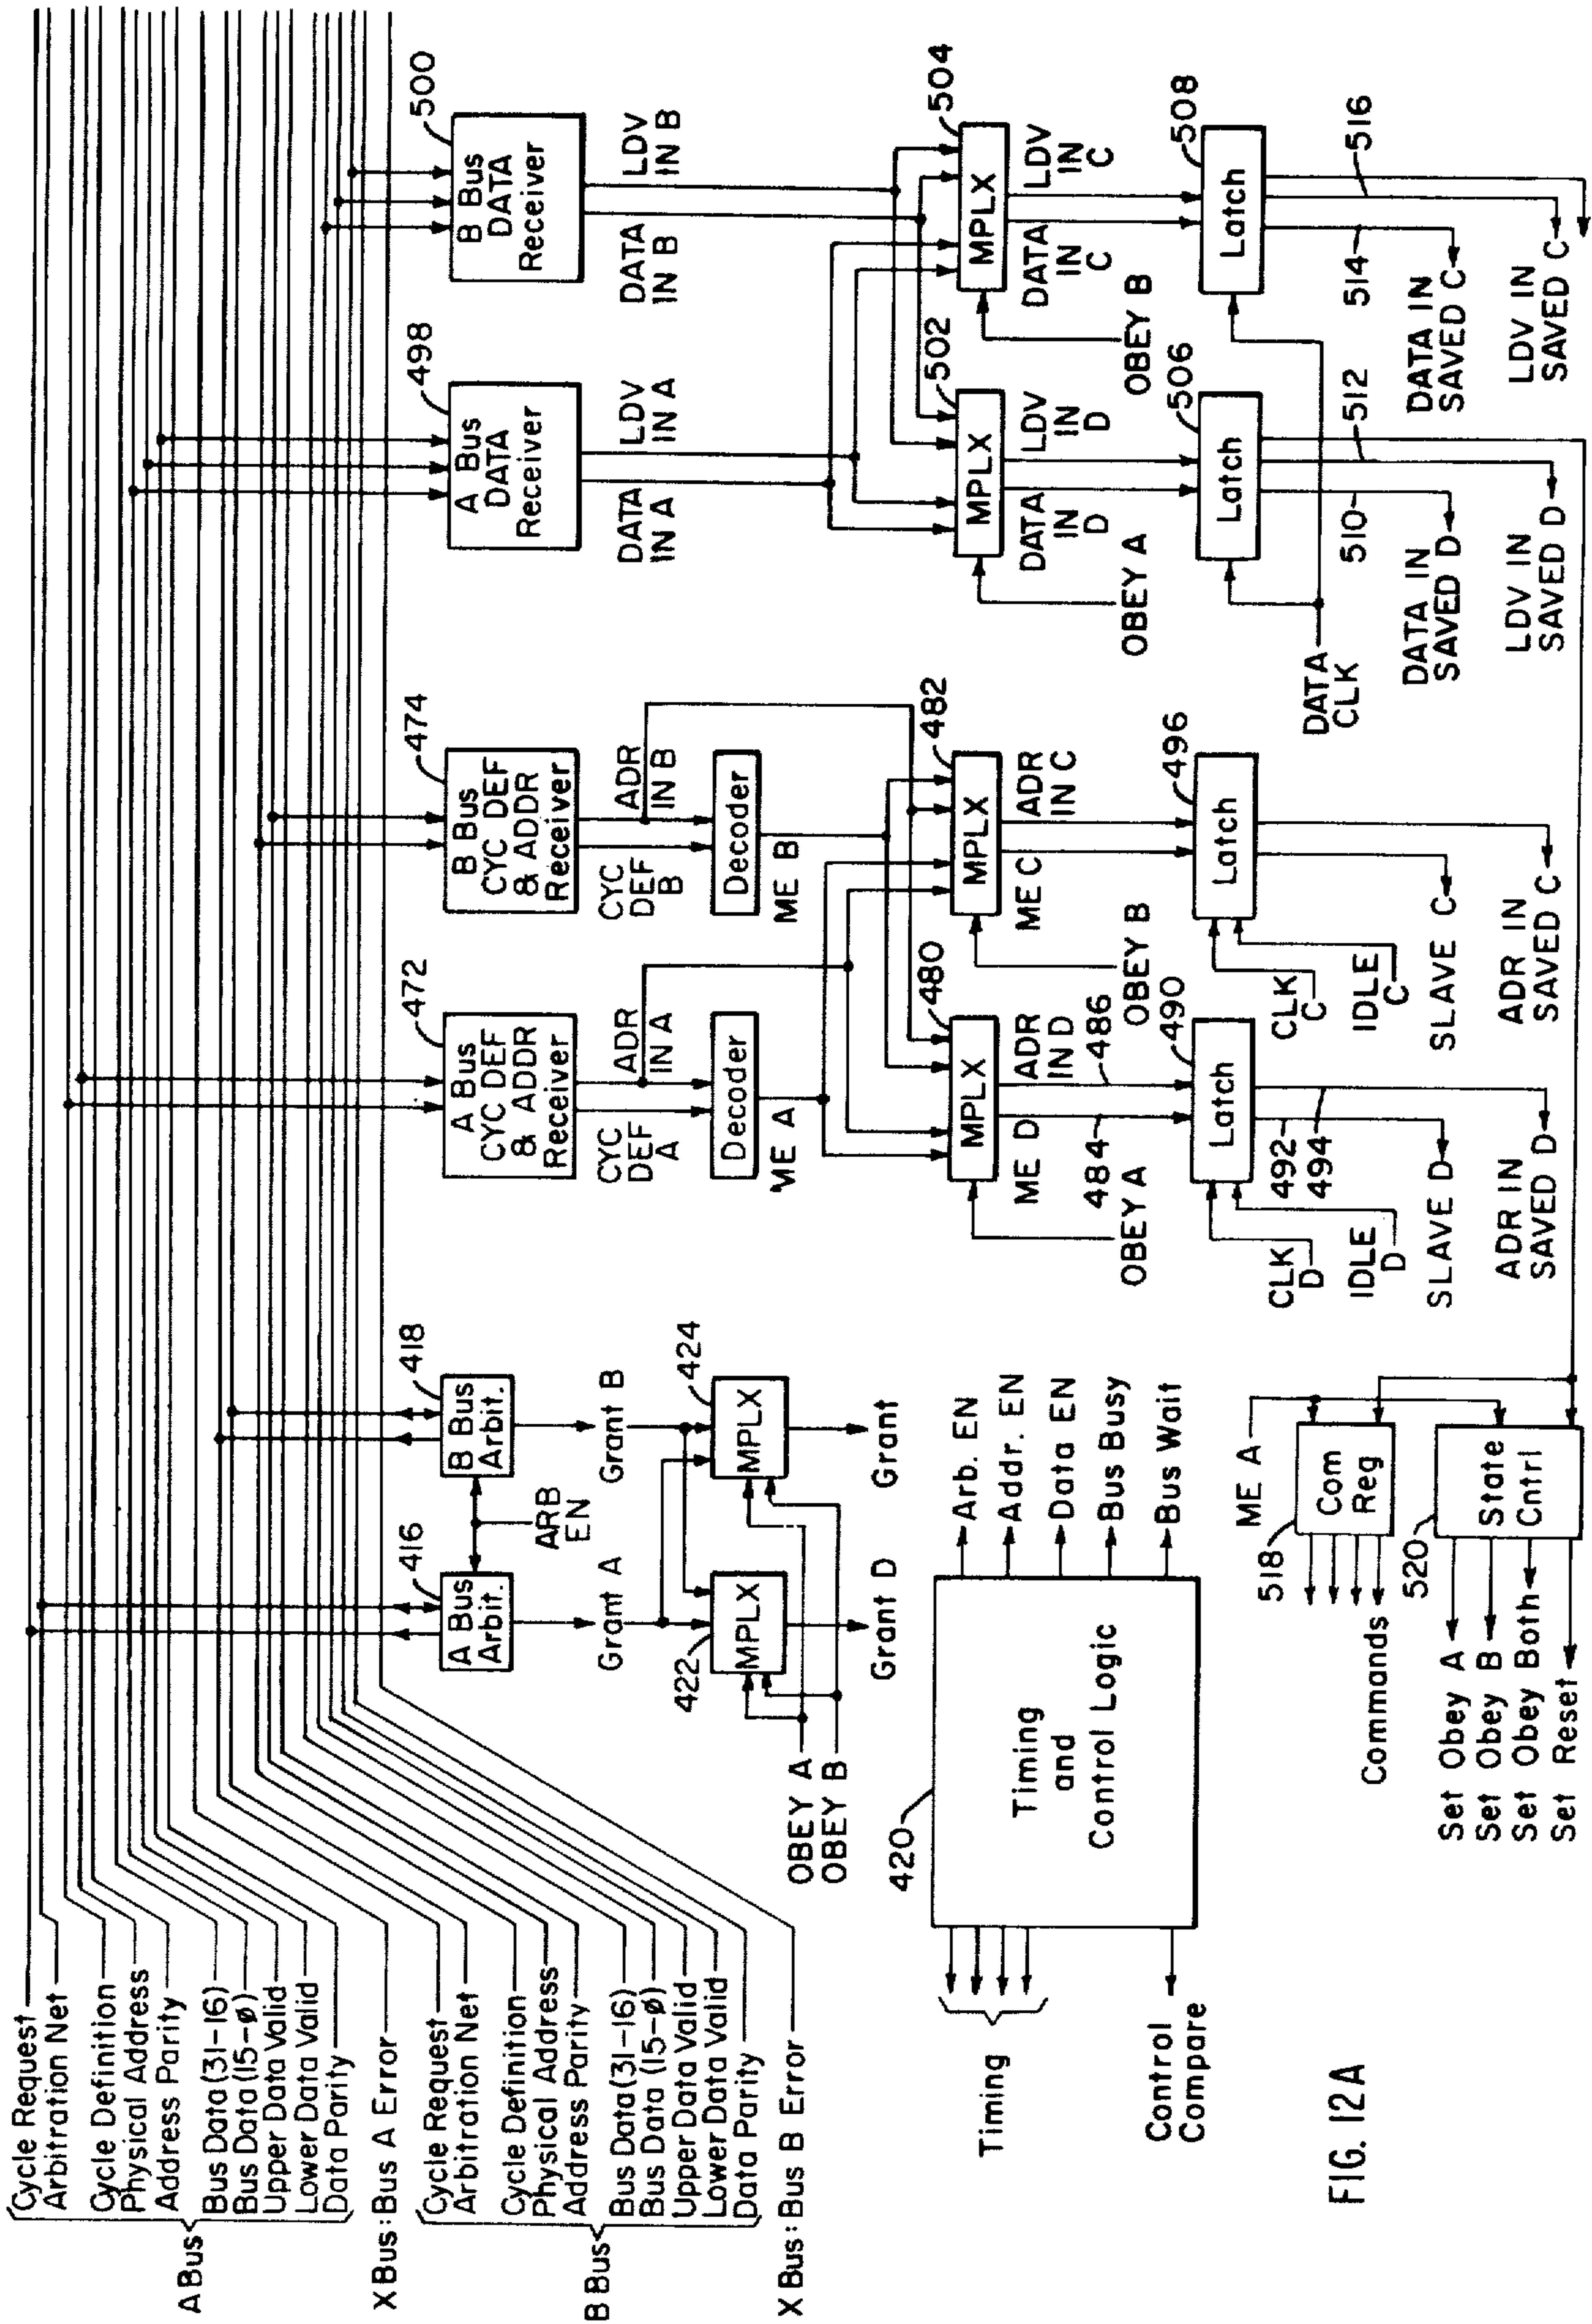 Cycle Request
Arbitration Net
Cycle Definition
Physical Address
Address Parity
Bus Data (31-16)
Bus Data (15-ø)
Upper Data Valid
Lower Data Valid
Data Parity
A Bus
X Bus: Bus A Error
Cycle Request
Arbitration Net
Cycle Definition
Physical Address
Address Parity
Bus Data (31-16)
Bus Data (15-ø)
Upper Data Valid
Lower Data Valid
Data Parity
B Bus
X Bus: Bus B Error
A Bus
Arbit.
416
B Bus
Arbit.
418
ARB
EN
Grant A
Grant B
422
MPLX
MPLX
424
OBEY A
OBEY B
Grant D
Grant
420
Timing
and
Control Logic
Timing
Control
Compare
Arb. EN
Addr. EN
Data EN
Bus Busy
Bus Wait
ME A
518
Com
Reg
Commands
520
State
Cntrl
Set Obey A
Set Obey B
Set Obey Both
Set Reset
A Bus
CYC DEF
& ADDR
Receiver
472
B Bus
CYC DEF
& ADDR
Receiver
474
CYC
DEF
A
ADR
IN A
CYC
DEF
B
ADR
IN B
Decoder
Decoder
ME A
ME B
MPLX
480
MPLX
482
OBEY A
ME D
ADR
IN D
484
486
OBEY B
ME C
ADR
IN C
Latch
490
Latch
496
CLK
D
IDLE
D
492
494
SLAVE D
ADR IN
SAVED D
CLK
C
IDLE
C
SLAVE C
ADR IN
SAVED C
A Bus
DATA
Receiver
498
B Bus
DATA
Receiver
500
DATA
IN A
LDV
IN A
DATA
IN B
LDV
IN B
MPLX
502
MPLX
504
OBEY A
DATA
IN
D
LDV
IN
D
OBEY B
DATA
IN
C
LDV
IN
C
Latch
506
Latch
508
DATA
CLK
510
512
514
516
DATA IN
SAVED D
LDV IN
SAVED D
DATA IN
SAVED C
LDV IN
SAVED C
FIG. 12A